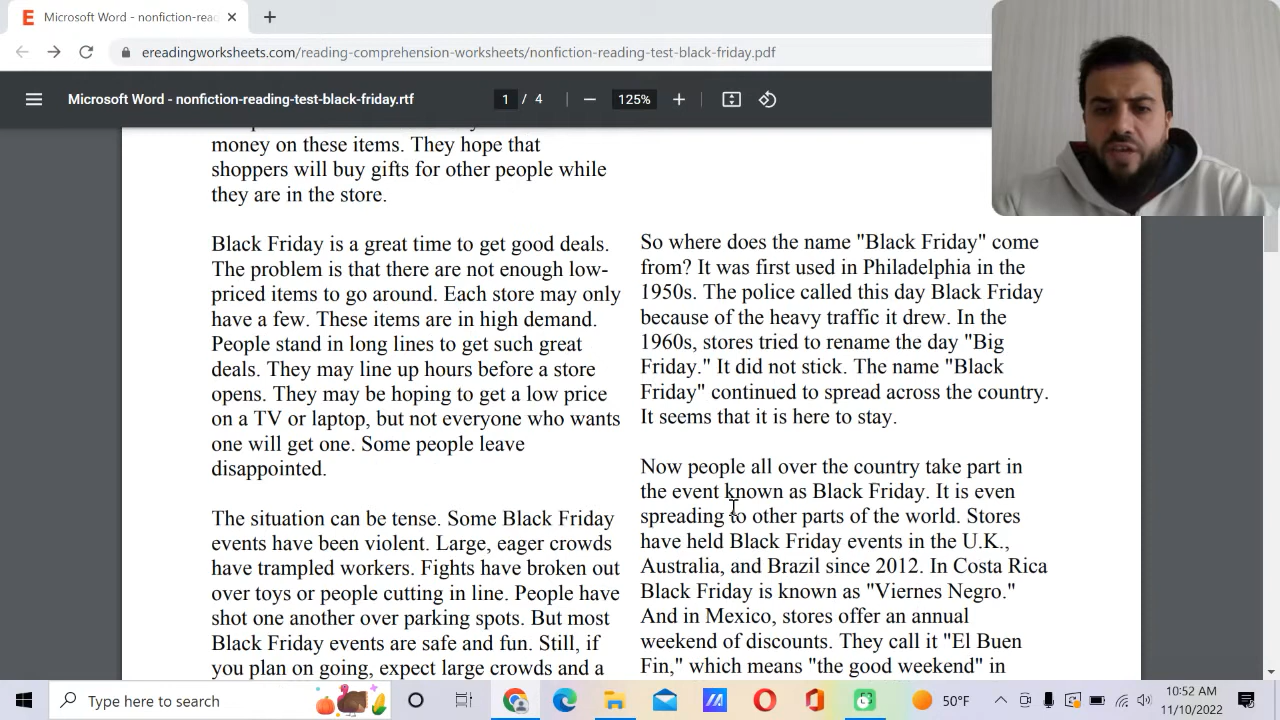 Microsoft Word - nonfiction-read
ereadingworksheets.com/reading-comprehension-worksheets/nonfiction-reading-test-black-friday.pdf
Microsoft Word - nonfiction-reading-test-black-friday.rtf
1 / 4
125%
money on these items. They hope that
shoppers will buy gifts for other people while
they are in the store.
Black Friday is a great time to get good deals.
The problem is that there are not enough low-
priced items to go around. Each store may only
have a few. These items are in high demand.
People stand in long lines to get such great
deals. They may line up hours before a store
opens. They may be hoping to get a low price
on a TV or laptop, but not everyone who wants
one will get one. Some people leave
disappointed.
The situation can be tense. Some Black Friday
events have been violent. Large, eager crowds
have trampled workers. Fights have broken out
over toys or people cutting in line. People have
shot one another over parking spots. But most
Black Friday events are safe and fun. Still, if
you plan on going, expect large crowds and a
So where does the name "Black Friday" come
from? It was first used in Philadelphia in the
1950s. The police called this day Black Friday
because of the heavy traffic it drew. In the
1960s, stores tried to rename the day "Big
Friday." It did not stick. The name "Black
Friday" continued to spread across the country.
It seems that it is here to stay.
Now people all over the country take part in
the event known as Black Friday. It is even
spreading to other parts of the world. Stores
have held Black Friday events in the U.K.,
Australia, and Brazil since 2012. In Costa Rica
Black Friday is known as "Viernes Negro."
And in Mexico, stores offer an annual
weekend of discounts. They call it "El Buen
Fin," which means "the good weekend" in
Type here to search
50°F
10:52 AM
11/10/2022